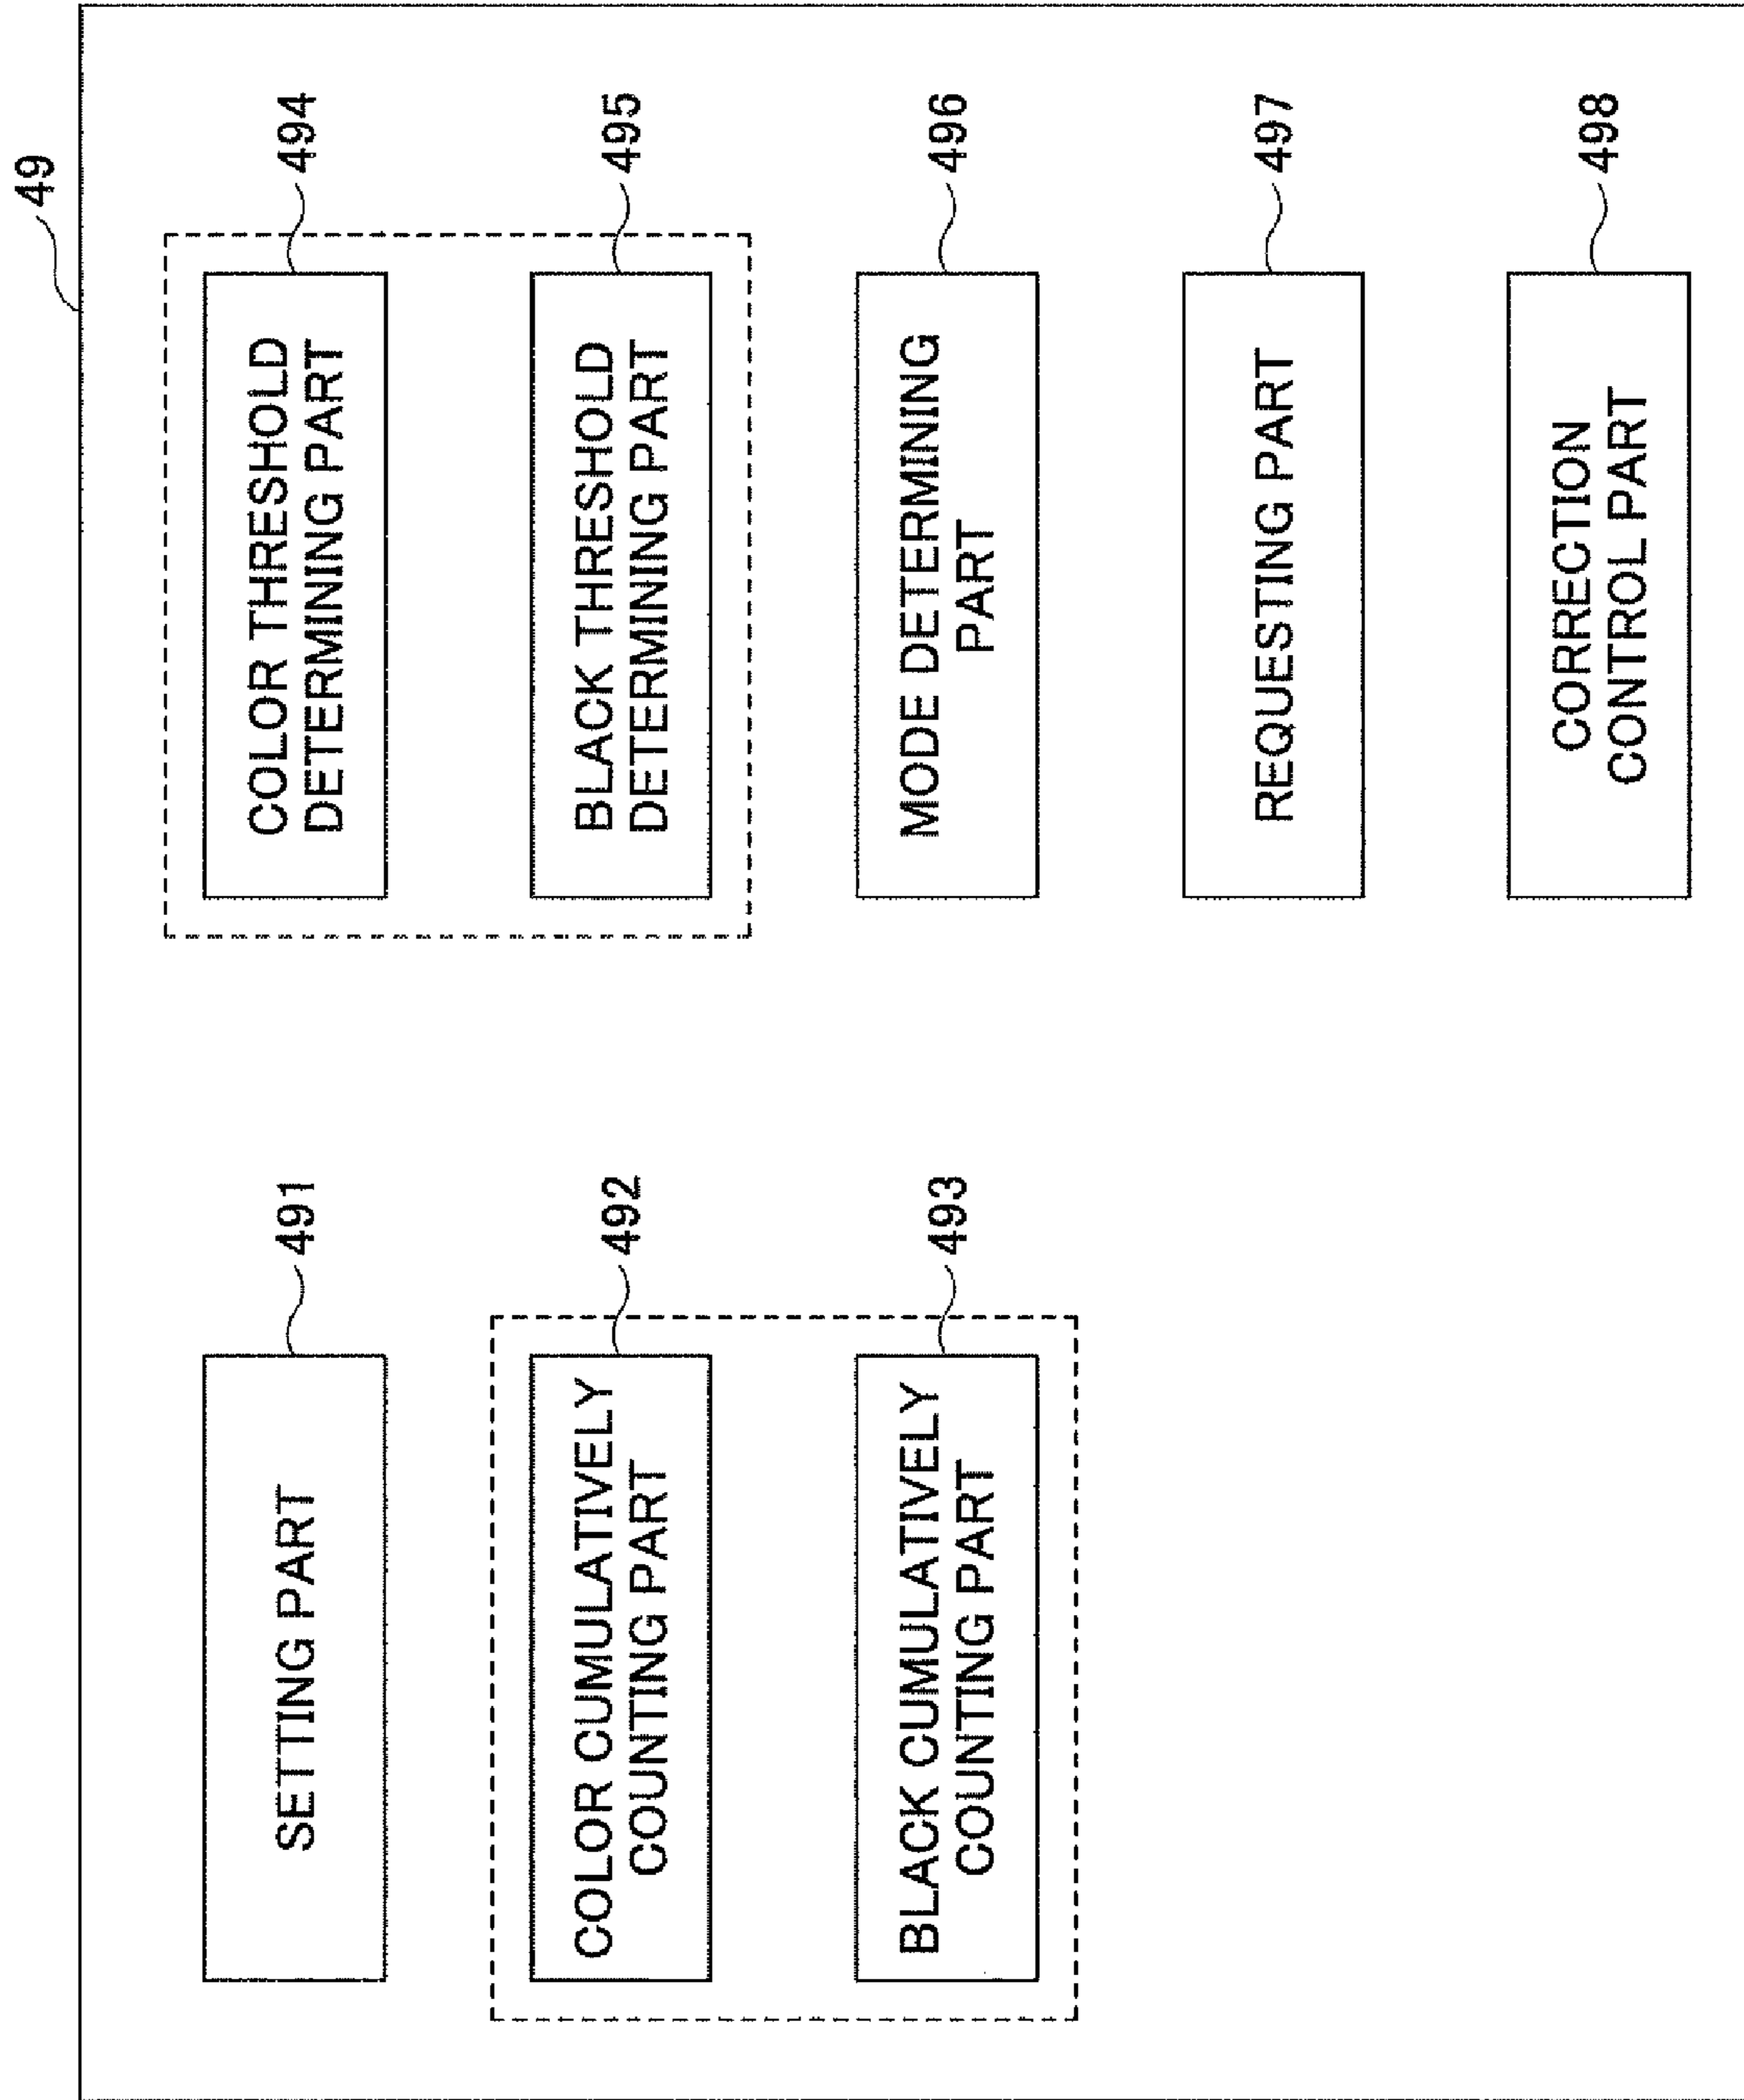 49
SETTING PART
491
COLOR CUMULATIVELY
COUNTING PART
492
BLACK CUMULATIVELY
COUNTING PART
493
COLOR THRESHOLD
DETERMINING PART
494
BLACK THRESHOLD
DETERMINING PART
495
MODE DETERMINING
PART
496
REQUESTING PART
497
CORRECTION
CONTROL PART
498